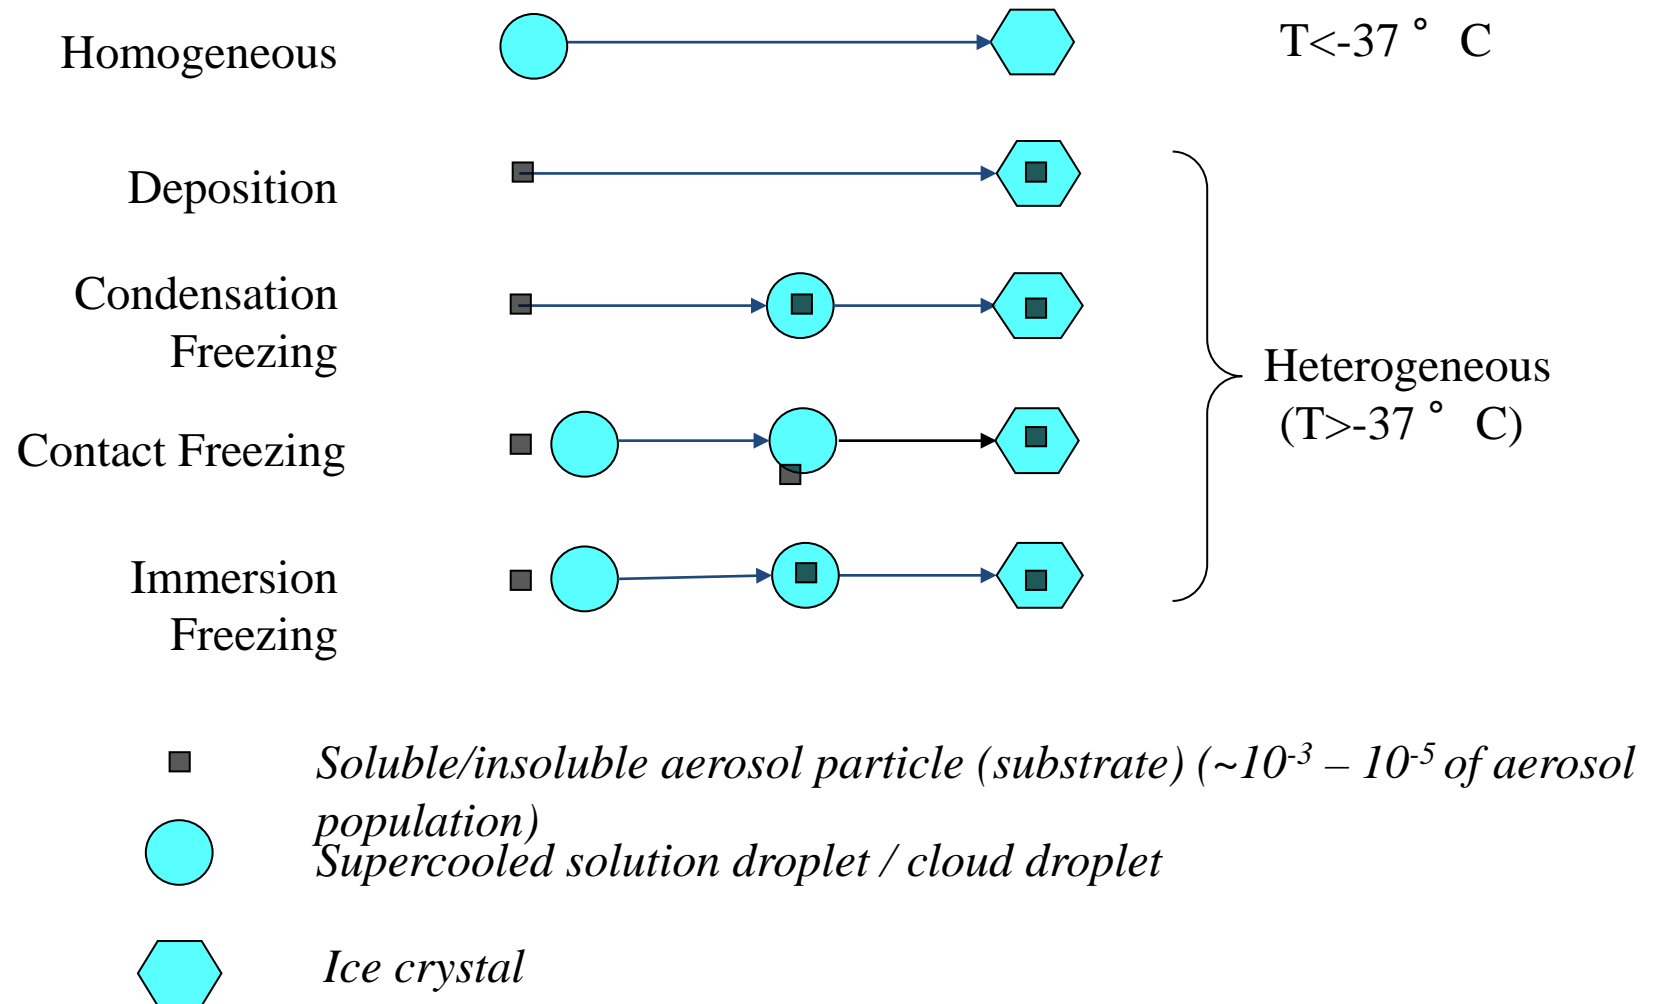 Homogeneous
T<-37 ° C
Deposition
Condensation
Freezing
Heterogeneous
(T>-37 ° C)
Contact Freezing
Immersion
Freezing
Soluble/insoluble aerosol particle (substrate) (~10⁻³ – 10⁻⁵ of aerosol
population)
Supercooled solution droplet / cloud droplet
Ice crystal